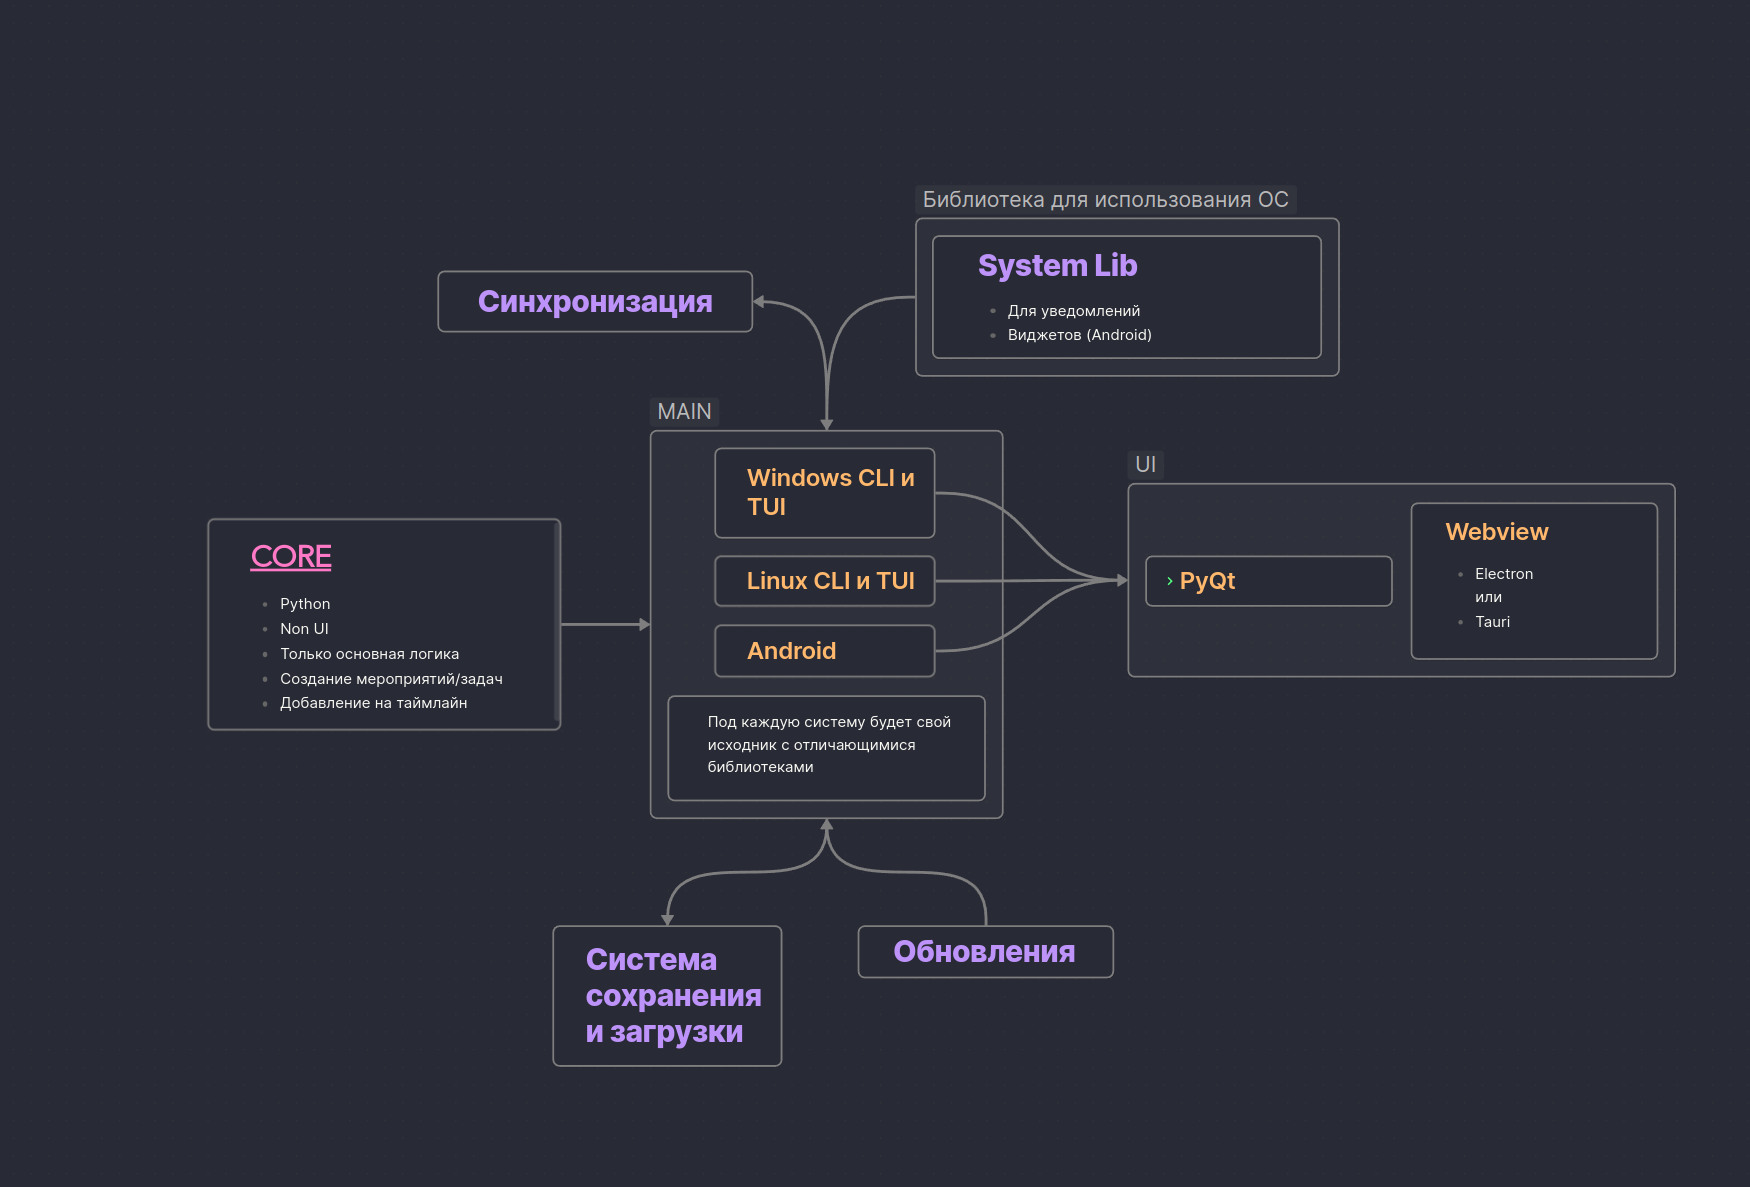 Библиотека для использования ОС
System Lib
Для уведомлений
Виджетов (Android)
Синхронизация
MAIN
Windows CLI и
TUI
Linux CLI и TUI
Android
Под каждую систему будет свой
исходник с отличающимися
библиотеками
UI
PyQt
Webview
Electron
или
Tauri
CORE
Python
Non UI
Только основная логика
Создание мероприятий/задач
Добавление на таймлайн
Система
сохранения
и загрузки
Обновления